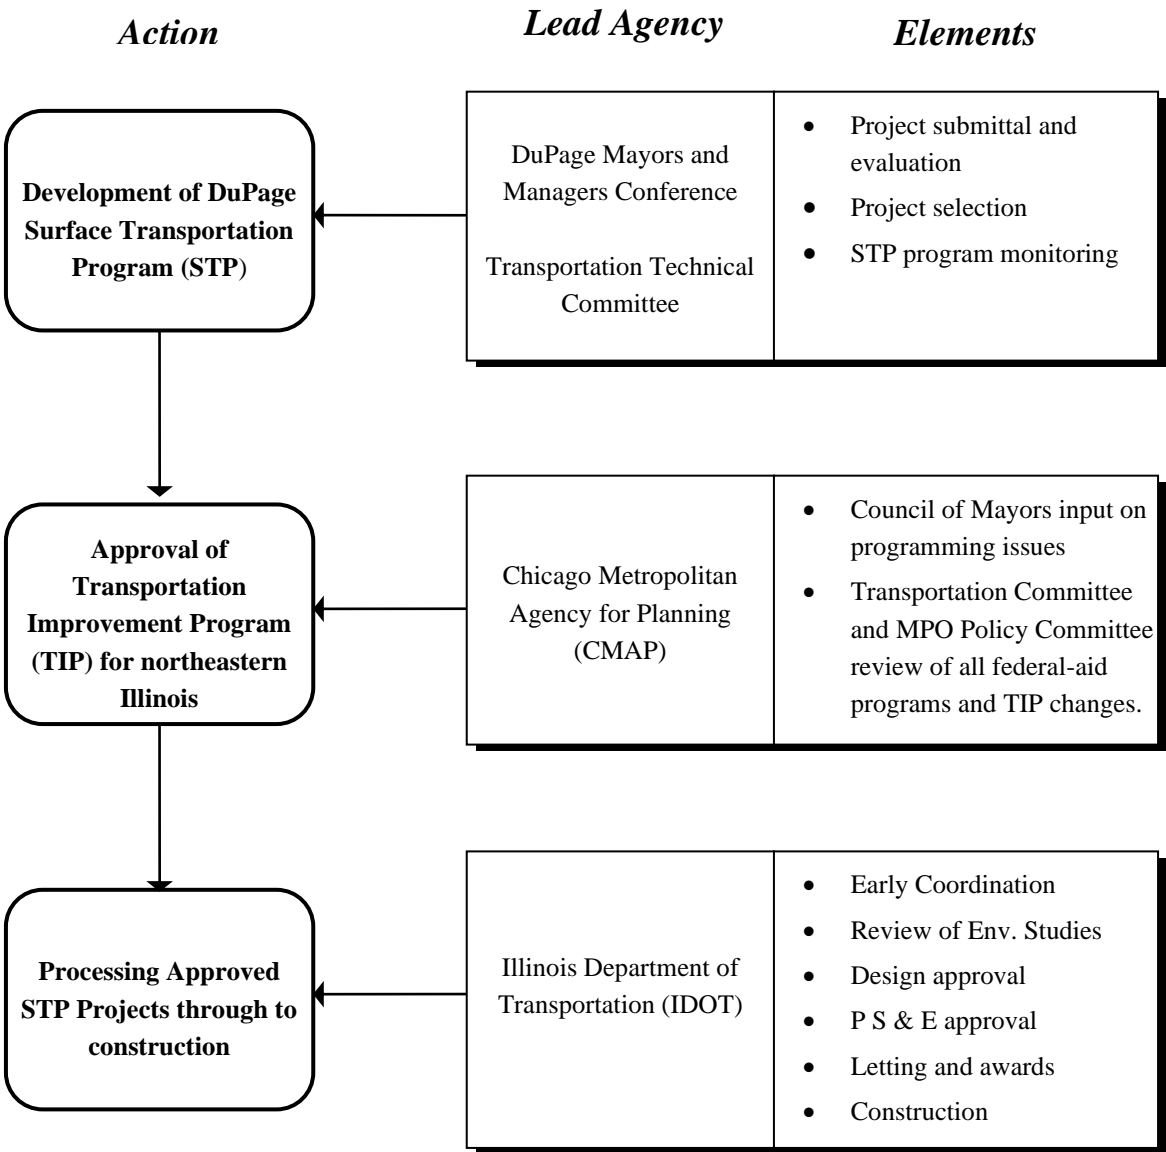 Action
Lead Agency
Elements
Development of DuPage
Surface Transportation
Program (STP)
DuPage Mayors and
Managers Conference
Transportation Technical
Committee
• Project submittal and
evaluation
• Project selection
• STP program monitoring
Approval of
Transportation
Improvement Program
(TIP) for northeastern
Illinois
Chicago Metropolitan
Agency for Planning
(CMAP)
• Council of Mayors input on
programming issues
• Transportation Committee
and MPO Policy Committee
review of all federal-aid
programs and TIP changes.
Processing Approved
STP Projects through to
construction
Illinois Department of
Transportation (IDOT)
• Early Coordination
• Review of Env. Studies
• Design approval
• P S & E approval
• Letting and awards
• Construction